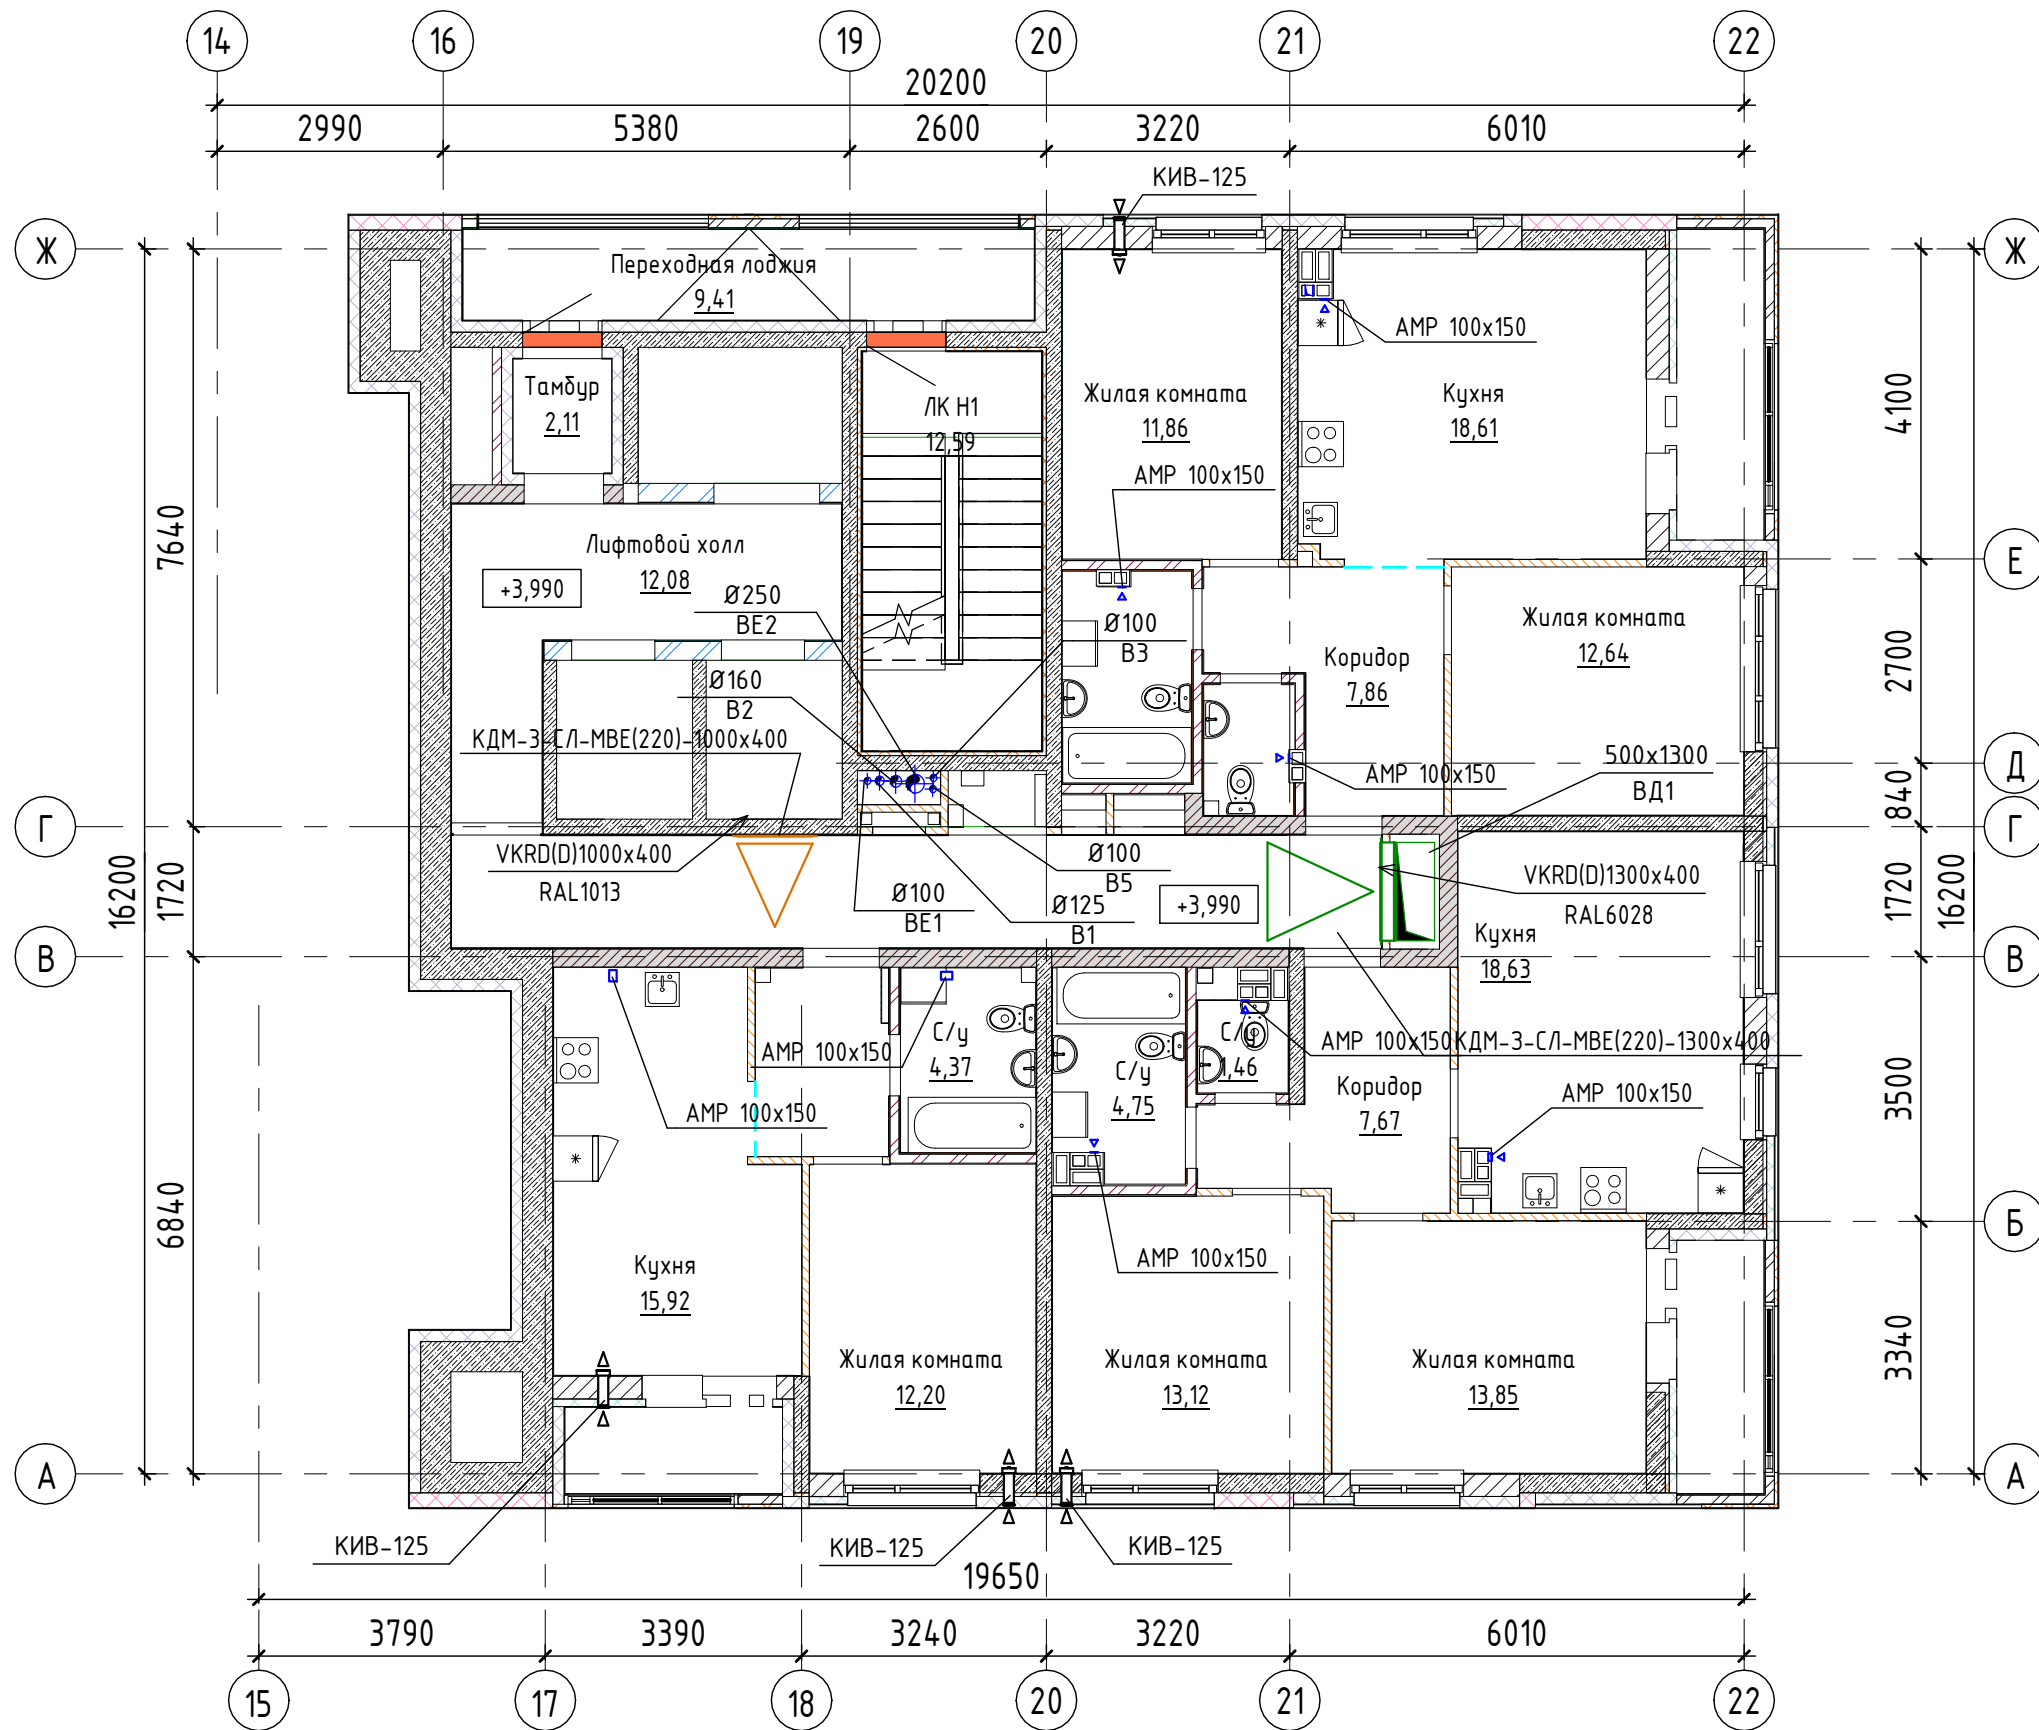 14
16
19
20
21
22
20200
2990
5380
2600
3220
6010
КИВ-125
Ж
Ж
Переходная лоджия
9,41
АМР 100х150
Тамбур
2,11
ЛК Н1
12,59
Жилая комната
11,86
Кухня
18,61
4100
АМР 100х150
7640
Лифтовой холл
12,08
+3,990
Е
Ø250
ВЕ2
Ø100
В3
Жилая комната
12,64
Коридор
7,86
2700
Ø160
В2
КДМ-3-СЛ-МВЕ(220)-1000х400
АМР 100х150
500х1300
ВД1
Д
840
Г
Г
VKRD(D)1000х400
RAL1013
Ø100
В5
Ø100
ВЕ1
Ø125
В1
+3,990
VKRD(D)1300х400
RAL6028
16200
1720
1720
16200
В
В
Кухня
18,63
С/у
4,37
АМР 100х150
С/у
4,75
С/у
1,46
АМР 100х150
КДМ-3-СЛ-МВЕ(220)-1300х400
АМР 100х150
Коридор
7,67
АМР 100х150
3500
6840
Б
АМР 100х150
Кухня
15,92
Жилая комната
12,20
Жилая комната
13,12
Жилая комната
13,85
3340
А
А
КИВ-125
КИВ-125
КИВ-125
19650
3790
3390
3240
3220
6010
15
17
18
20
21
22